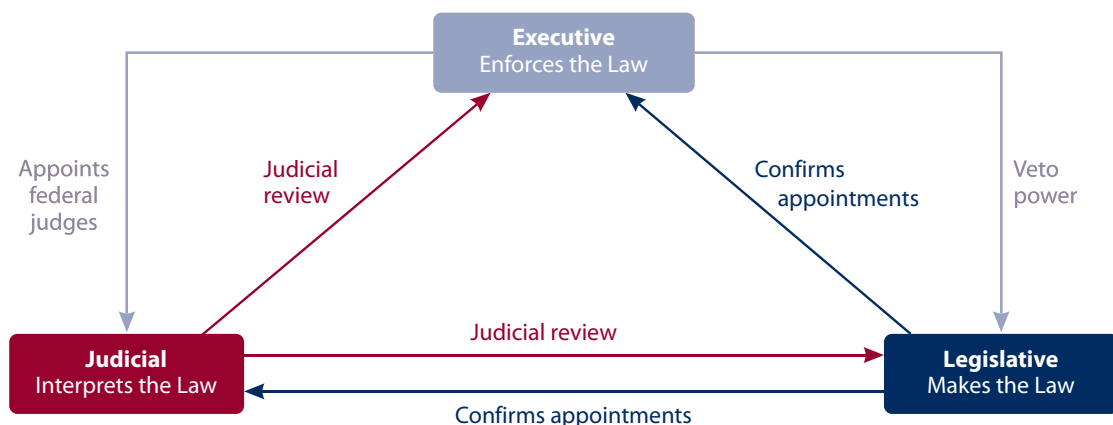 Executive
Enforces the Law
Appoints
federal
judges
Judicial
review
Confirms
appointments
Veto
power
Judicial review
Judicial
Interprets the Law
Legislative
Makes the Law
Confirms appointments